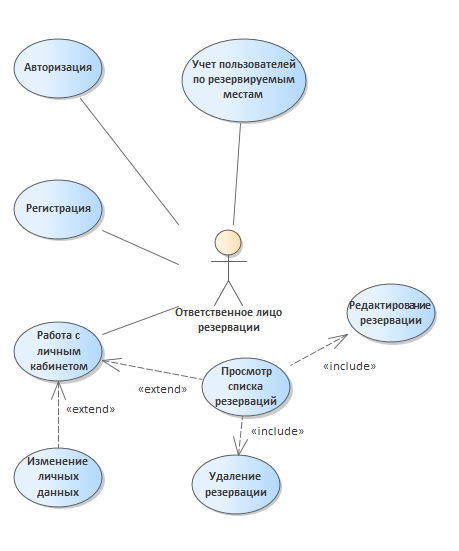 Авторизация
Учет пользователей
по резервируемым
местам
Регистрация
Ответственное лицо
резервации
Редактирование
резервации
Работа с
личным
кабинетом
«include»
Просмотр
списка
резерваций
«extend»
«extend»
«include»
Изменение
личных
данных
Удаление
резервации